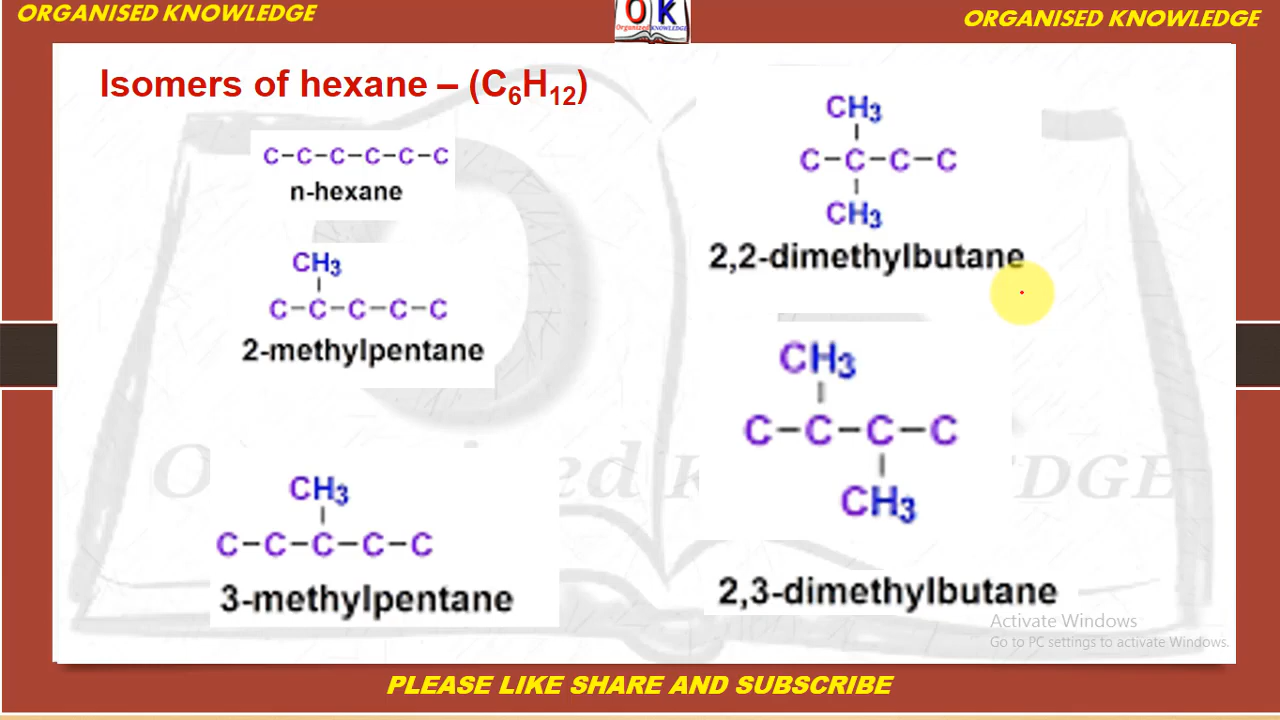 ORGANISED KNOWLEDGE
O K
Organised KNOWLEDGE
ORGANISED KNOWLEDGE
Isomers of hexane – (C6H12)
C–C–C–C–C–C
n-hexane
CH3
C–C–C–C–C
2-methylpentane
CH3
C–C–C–C–C
3-methylpentane
CH3
C–C–C–C
CH3
2,2-dimethylbutane
CH3
C–C–C–C
CH3
2,3-dimethylbutane
Activate Windows
Go to PC settings to activate Windows.
PLEASE LIKE SHARE AND SUBSCRIBE